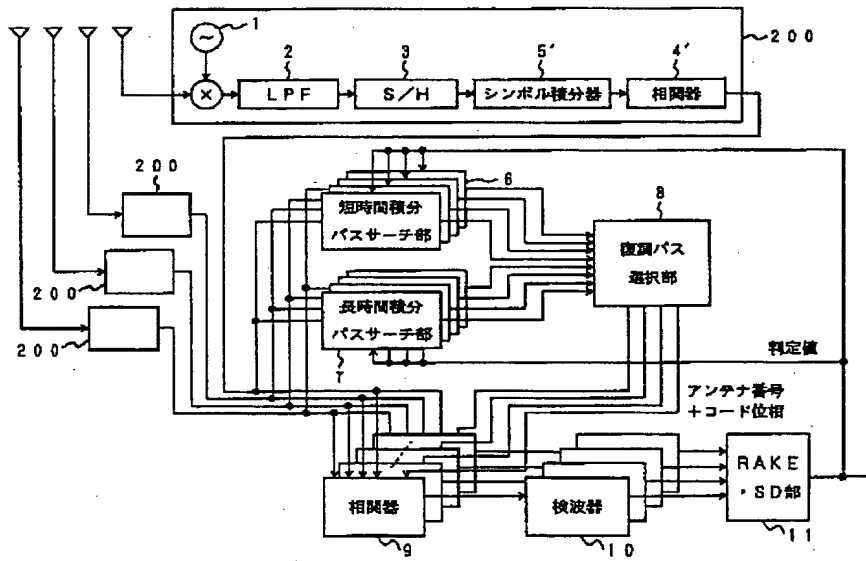 1
200
2
3
5'
4'
LPF
S/H
シンボル積分器
相関器
200
6
短時間積分
パスサーチ部
8
復調パス
選択部
200
長時間積分
パスサーチ部
200
7
判定値
アンテナ番号
+コード位相
相関器
検波器
RAKE
・SD部
9
10
11